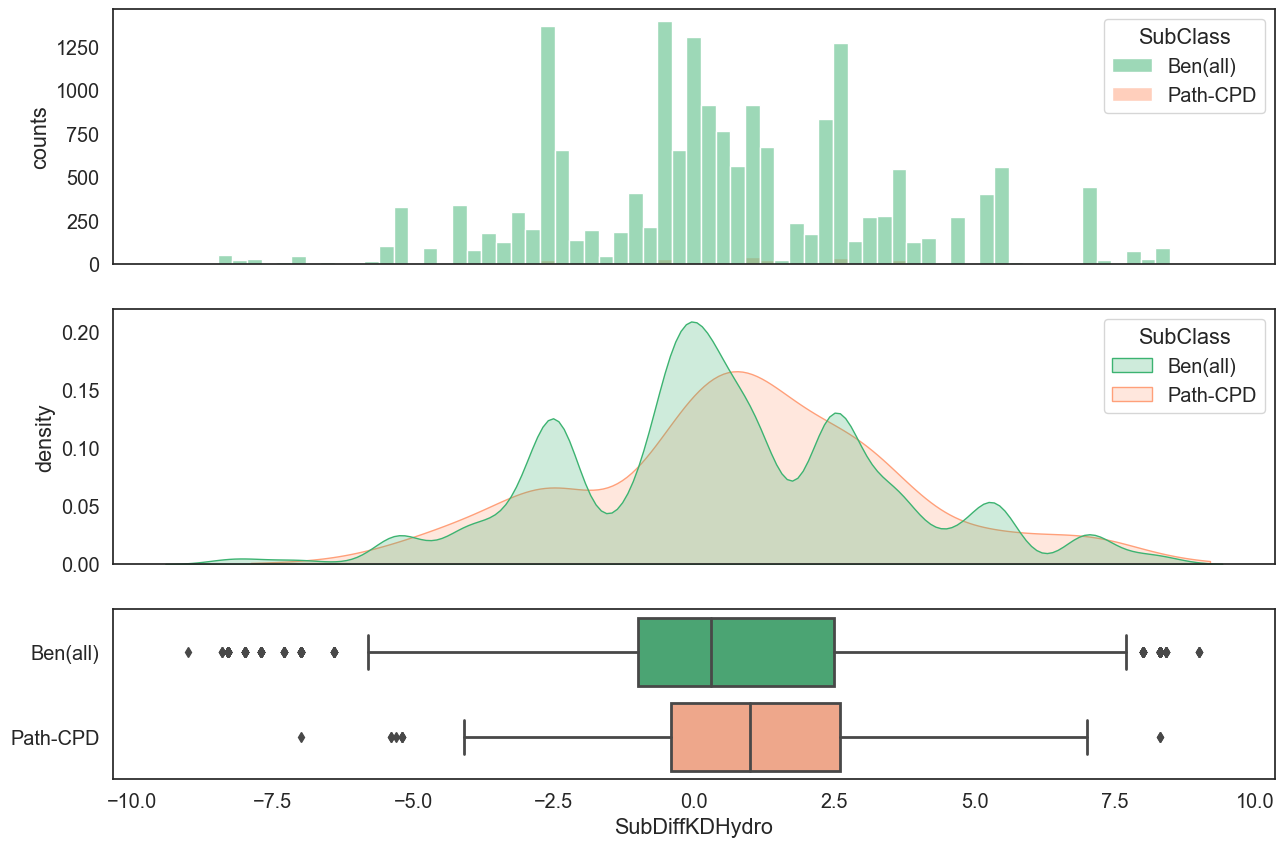 counts
1250
1000
750
500
250
0
SubClass
Ben(all)
Path-CPD
density
0.20
0.15
0.10
0.05
0.00
SubClass
Ben(all)
Path-CPD
Ben(all)
Path-CPD
−10.0 −7.5 −5.0 −2.5 0.0 2.5 5.0 7.5 10.0
SubDiffKDHydro